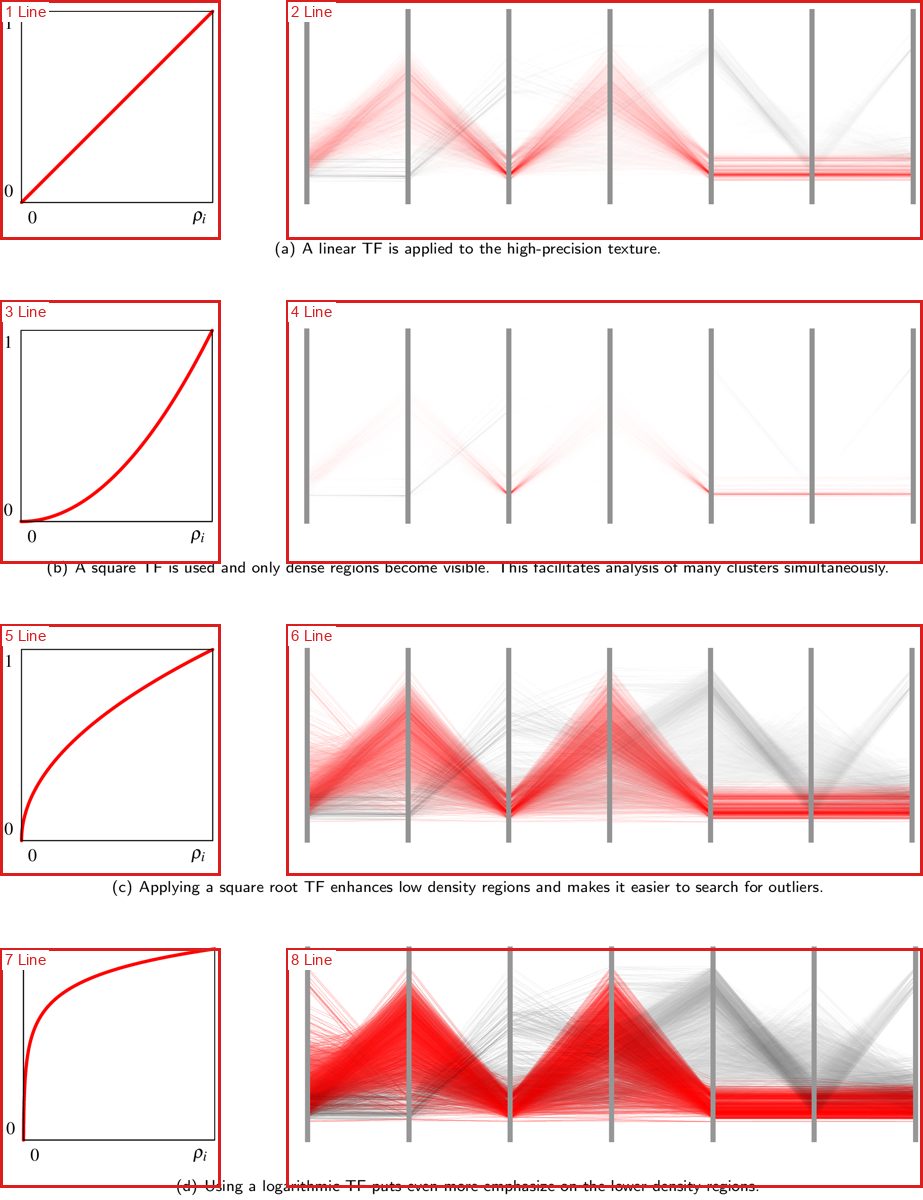 1 Line
2 Line
1
0
0
ρi
(a) A linear TF is applied to the high-precision texture.
3 Line
4 Line
1
0
0
ρi
(b) A square TF is used and only dense regions become visible. This facilitates analysis of many clusters simultaneously.
5 Line
6 Line
1
0
0
ρi
(c) Applying a square root TF enhances low density regions and makes it easier to search for outliers.
7 Line
8 Line
0
0
ρi
(d) Using a logarithmic TF puts even more emphasize on the lower density regions.